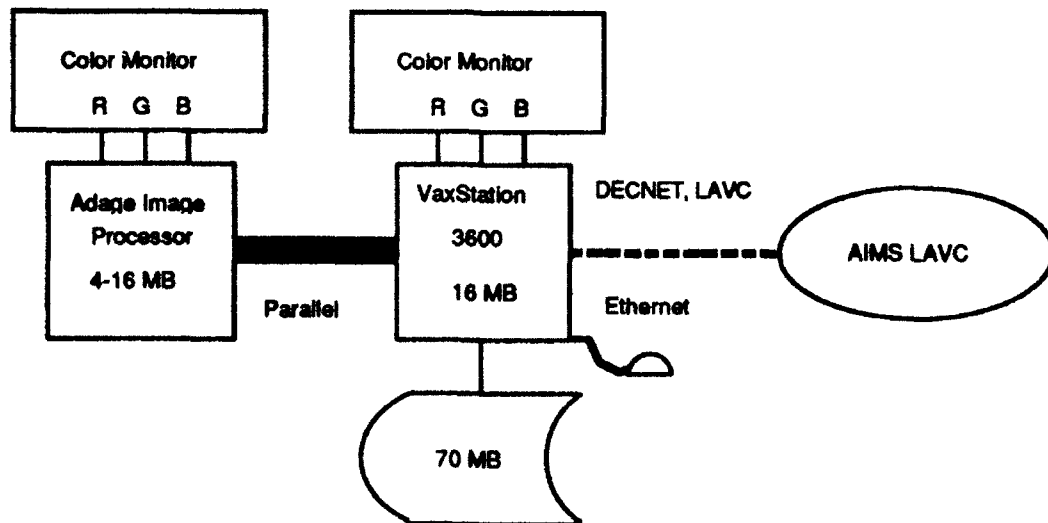 Color Monitor
R G B
Color Monitor
R G B
Adage Image
Processor
4-16 MB
Parallel
VaxStation
3600
16 MB
DECNET, LAVC
Ethernet
AIMS LAVC
70 MB